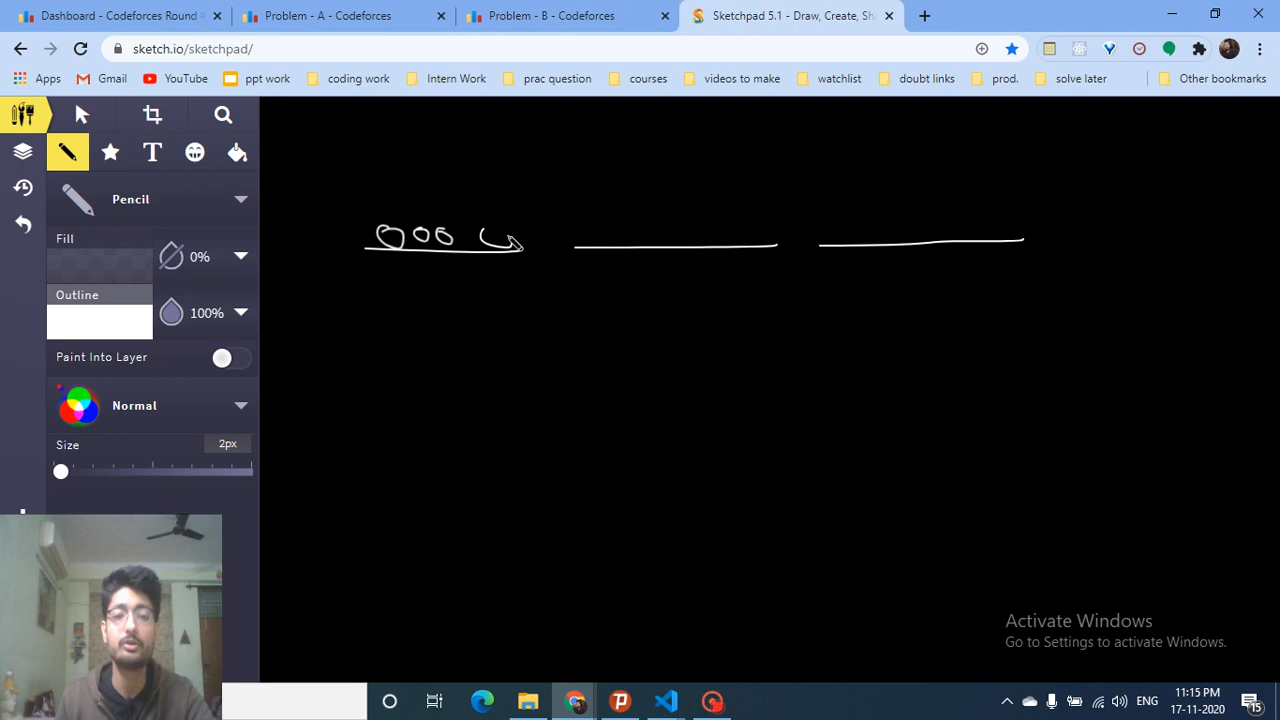 Dashboard - Codeforces Round
Problem - A - Codeforces
Problem - B - Codeforces
Sketchpad 5.1 - Draw, Create, Sha
sketch.io/sketchpad/
Apps Gmail YouTube ppt work coding work Intern Work prac question courses videos to make watchlist doubt links prod. solve later Other bookmarks
T
Pencil
Fill
0%
Outline
100%
Paint Into Layer
Normal
Size
2px
000
Activate Windows
Go to Settings to activate Windows.
ENG
11:15 PM
17-11-2020
15